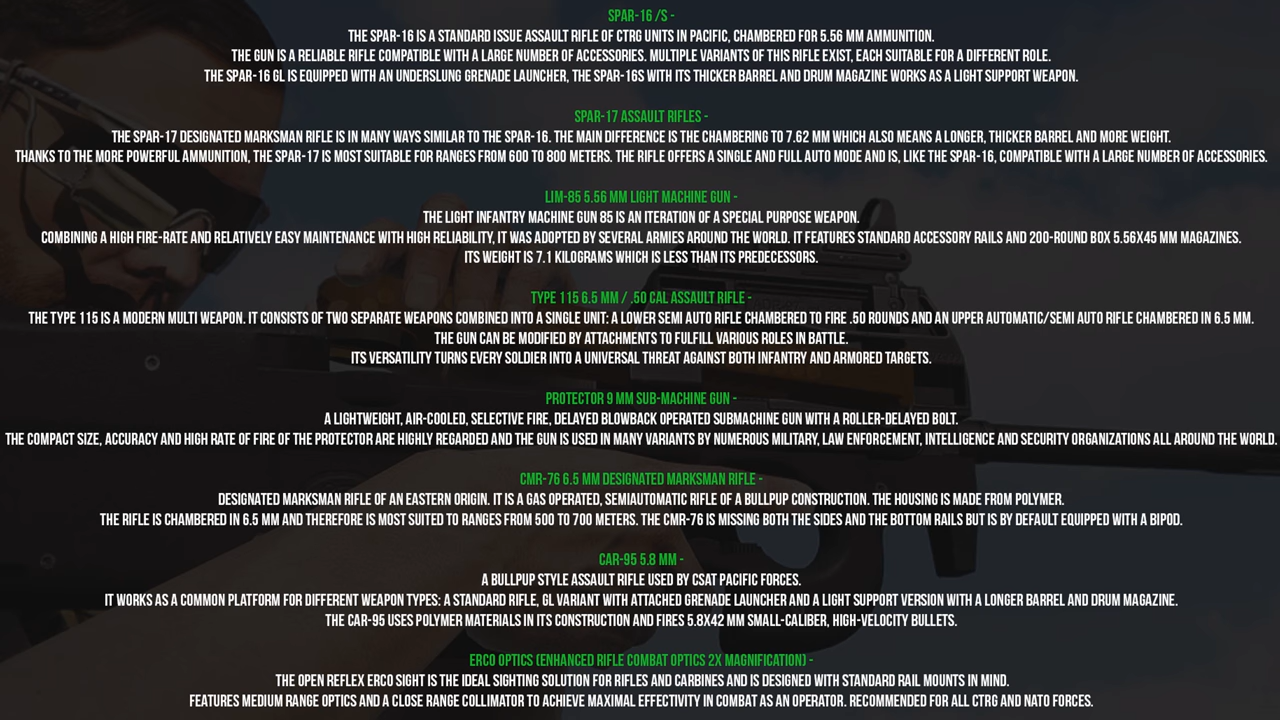 SPAR-16 /S -
THE SPAR-16 IS A STANDARD ISSUE ASSAULT RIFLE OF CTRG UNITS IN PACIFIC, CHAMBERED FOR 5.56 MM AMMUNITION.
THE GUN IS A RELIABLE RIFLE COMPATIBLE WITH A LARGE NUMBER OF ACCESSORIES. MULTIPLE VARIANTS OF THIS RIFLE EXIST, EACH SUITABLE FOR A DIFFERENT ROLE.
THE SPAR-16 GL IS EQUIPPED WITH AN UNDERSLUNG GRENADE LAUNCHER, THE SPAR-16S WITH ITS THICKER BARREL AND DRUM MAGAZINE WORKS AS A LIGHT SUPPORT WEAPON.
SPAR-17 ASSAULT RIFLES -
THE SPAR-17 DESIGNATED MARKSMAN RIFLE IS IN MANY WAYS SIMILAR TO THE SPAR-16. THE MAIN DIFFERENCE IS THE CHAMBERING TO 7.62 MM WHICH ALSO MEANS A LONGER, THICKER BARREL AND MORE WEIGHT.
THANKS TO THE MORE POWERFUL AMMUNITION, THE SPAR-17 IS MOST SUITABLE FOR RANGES FROM 600 TO 800 METERS. THE RIFLE OFFERS A SINGLE AND FULL AUTO MODE AND IS, LIKE THE SPAR-16, COMPATIBLE WITH A LARGE NUMBER OF ACCESSORIES.
LIM-85 5.56 MM LIGHT MACHINE GUN -
THE LIGHT INFANTRY MACHINE GUN 85 IS AN ITERATION OF A SPECIAL PURPOSE WEAPON.
COMBINING A HIGH FIRE-RATE AND RELATIVELY EASY MAINTENANCE WITH HIGH RELIABILITY, IT WAS ADOPTED BY SEVERAL ARMIES AROUND THE WORLD. IT FEATURES STANDARD ACCESSORY RAILS AND 200-ROUND BOX 5.56X45 MM MAGAZINES.
ITS WEIGHT IS 7.1 KILOGRAMS WHICH IS LESS THAN ITS PREDECESSORS.
TYPE 115 6.5 MM / .50 CAL ASSAULT RIFLE -
THE TYPE 115 IS A MODERN MULTI WEAPON. IT CONSISTS OF TWO SEPARATE WEAPONS COMBINED INTO A SINGLE UNIT: A LOWER SEMI AUTO RIFLE CHAMBERED TO FIRE .50 ROUNDS AND AN UPPER AUTOMATIC/SEMI AUTO RIFLE CHAMBERED IN 6.5 MM.
THE GUN CAN BE MODIFIED BY ATTACHMENTS TO FULFILL VARIOUS ROLES IN BATTLE.
ITS VERSATILITY TURNS EVERY SOLDIER INTO A UNIVERSAL THREAT AGAINST BOTH INFANTRY AND ARMORED TARGETS.
PROTECTOR 9 MM SUB-MACHINE GUN -
A LIGHTWEIGHT, AIR-COOLED, SELECTIVE FIRE, DELAYED BLOWBACK OPERATED SUBMACHINE GUN WITH A ROLLER-DELAYED BOLT.
THE COMPACT SIZE, ACCURACY AND HIGH RATE OF FIRE OF THE PROTECTOR ARE HIGHLY REGARDED AND THE GUN IS USED IN MANY VARIANTS BY NUMEROUS MILITARY, LAW ENFORCEMENT, INTELLIGENCE AND SECURITY ORGANIZATIONS ALL AROUND THE WORLD.
CMR-76 6.5 MM DESIGNATED MARKSMAN RIFLE -
DESIGNATED MARKSMAN RIFLE OF AN EASTERN ORIGIN. IT IS A GAS OPERATED, SEMIAUTOMATIC RIFLE OF A BULLPUP CONSTRUCTION. THE HOUSING IS MADE FROM POLYMER.
THE RIFLE IS CHAMBERED IN 6.5 MM AND THEREFORE IS MOST SUITED TO RANGES FROM 500 TO 700 METERS. THE CMR-76 IS MISSING BOTH THE SIDES AND THE BOTTOM RAILS BUT IS BY DEFAULT EQUIPPED WITH A BIPOD.
CAR-95 5.8 MM -
A BULLPUP STYLE ASSAULT RIFLE USED BY CSAT PACIFIC FORCES.
IT WORKS AS A COMMON PLATFORM FOR DIFFERENT WEAPON TYPES: A STANDARD RIFLE, GL VARIANT WITH ATTACHED GRENADE LAUNCHER AND A LIGHT SUPPORT VERSION WITH A LONGER BARREL AND DRUM MAGAZINE.
THE CAR-95 USES POLYMER MATERIALS IN ITS CONSTRUCTION AND FIRES 5.8X42 MM SMALL-CALIBER, HIGH-VELOCITY BULLETS.
ERCO OPTICS (ENHANCED RIFLE COMBAT OPTICS 2X MAGNIFICATION) -
THE OPEN REFLEX ERCO SIGHT IS THE IDEAL SIGHTING SOLUTION FOR RIFLES AND CARBINES AND IS DESIGNED WITH STANDARD RAIL MOUNTS IN MIND.
FEATURES MEDIUM RANGE OPTICS AND A CLOSE RANGE COLLIMATOR TO ACHIEVE MAXIMAL EFFECTIVITY IN COMBAT AS AN OPERATOR. RECOMMENDED FOR ALL CTRG AND NATO FORCES.